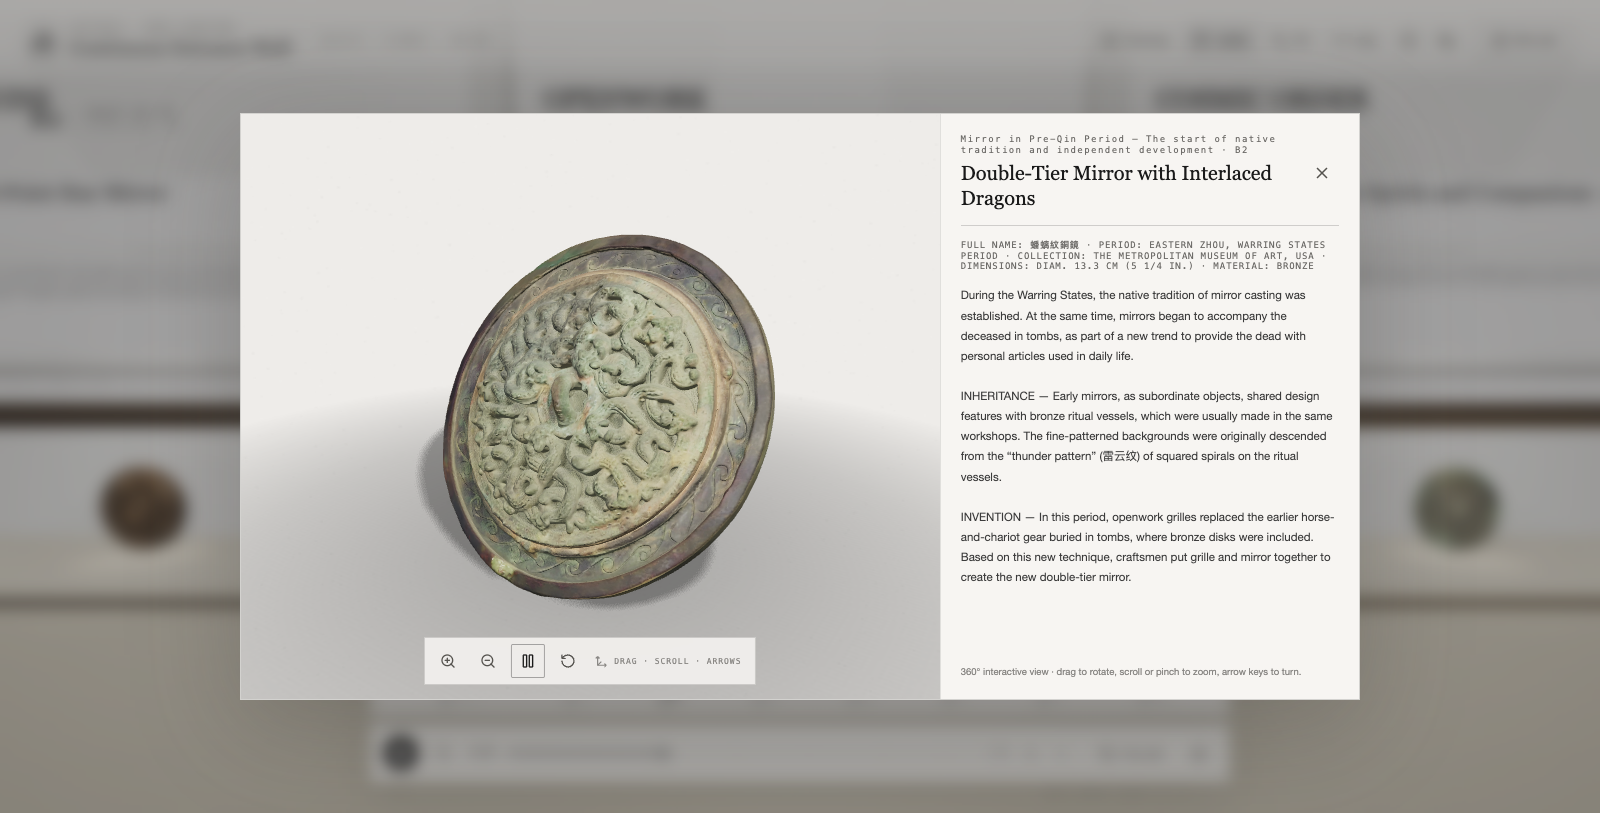 Mirror in Pre-Qin Period — The start of native
tradition and independent development · B2
Double-Tier Mirror with Interlaced
Dragons
FULL NAME: 蟠螭紋銅鏡 · PERIOD: EASTERN ZHOU, WARRING STATES
PERIOD · COLLECTION: THE METROPOLITAN MUSEUM OF ART, USA ·
DIMENSIONS: DIAM. 13.3 CM (5 1/4 IN.) · MATERIAL: BRONZE
During the Warring States, the native tradition of mirror casting was
established. At the same time, mirrors began to accompany the
deceased in tombs, as part of a new trend to provide the dead with
personal articles used in daily life.
INHERITANCE — Early mirrors, as subordinate objects, shared design
features with bronze ritual vessels, which were usually made in the same
workshops. The fine-patterned backgrounds were originally descended
from the “thunder pattern” (雷云纹) of squared spirals on the ritual
vessels.
INVENTION — In this period, openwork grilles replaced the earlier horse-
and-chariot gear buried in tombs, where bronze disks were included.
Based on this new technique, craftsmen put grille and mirror together to
create the new double-tier mirror.
DRAG · SCROLL · ARROWS
360° interactive view · drag to rotate, scroll or pinch to zoom, arrow keys to turn.